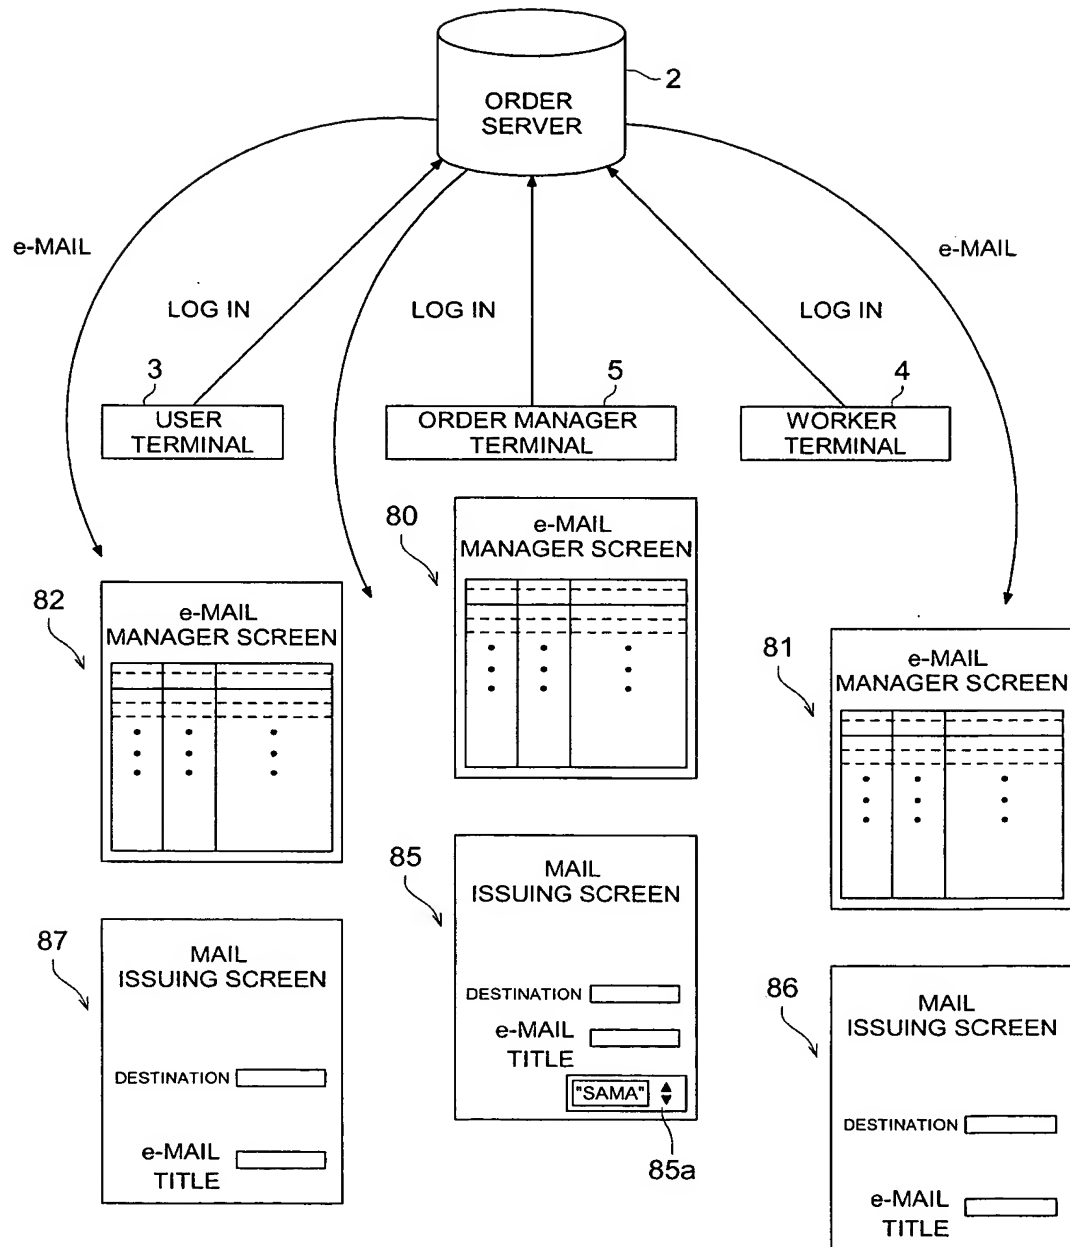 ORDER
SERVER
2
e-MAIL
e-MAIL
LOG IN
LOG IN
LOG IN
3
USER
TERMINAL
5
ORDER MANAGER
TERMINAL
4
WORKER
TERMINAL
80
e-MAIL
MANAGER SCREEN
82
e-MAIL
MANAGER SCREEN
81
e-MAIL
MANAGER SCREEN
85
MAIL
ISSUING SCREEN
DESTINATION
e-MAIL
TITLE
"SAMA"
85a
87
MAIL
ISSUING SCREEN
DESTINATION
e-MAIL
TITLE
86
MAIL
ISSUING SCREEN
DESTINATION
e-MAIL
TITLE